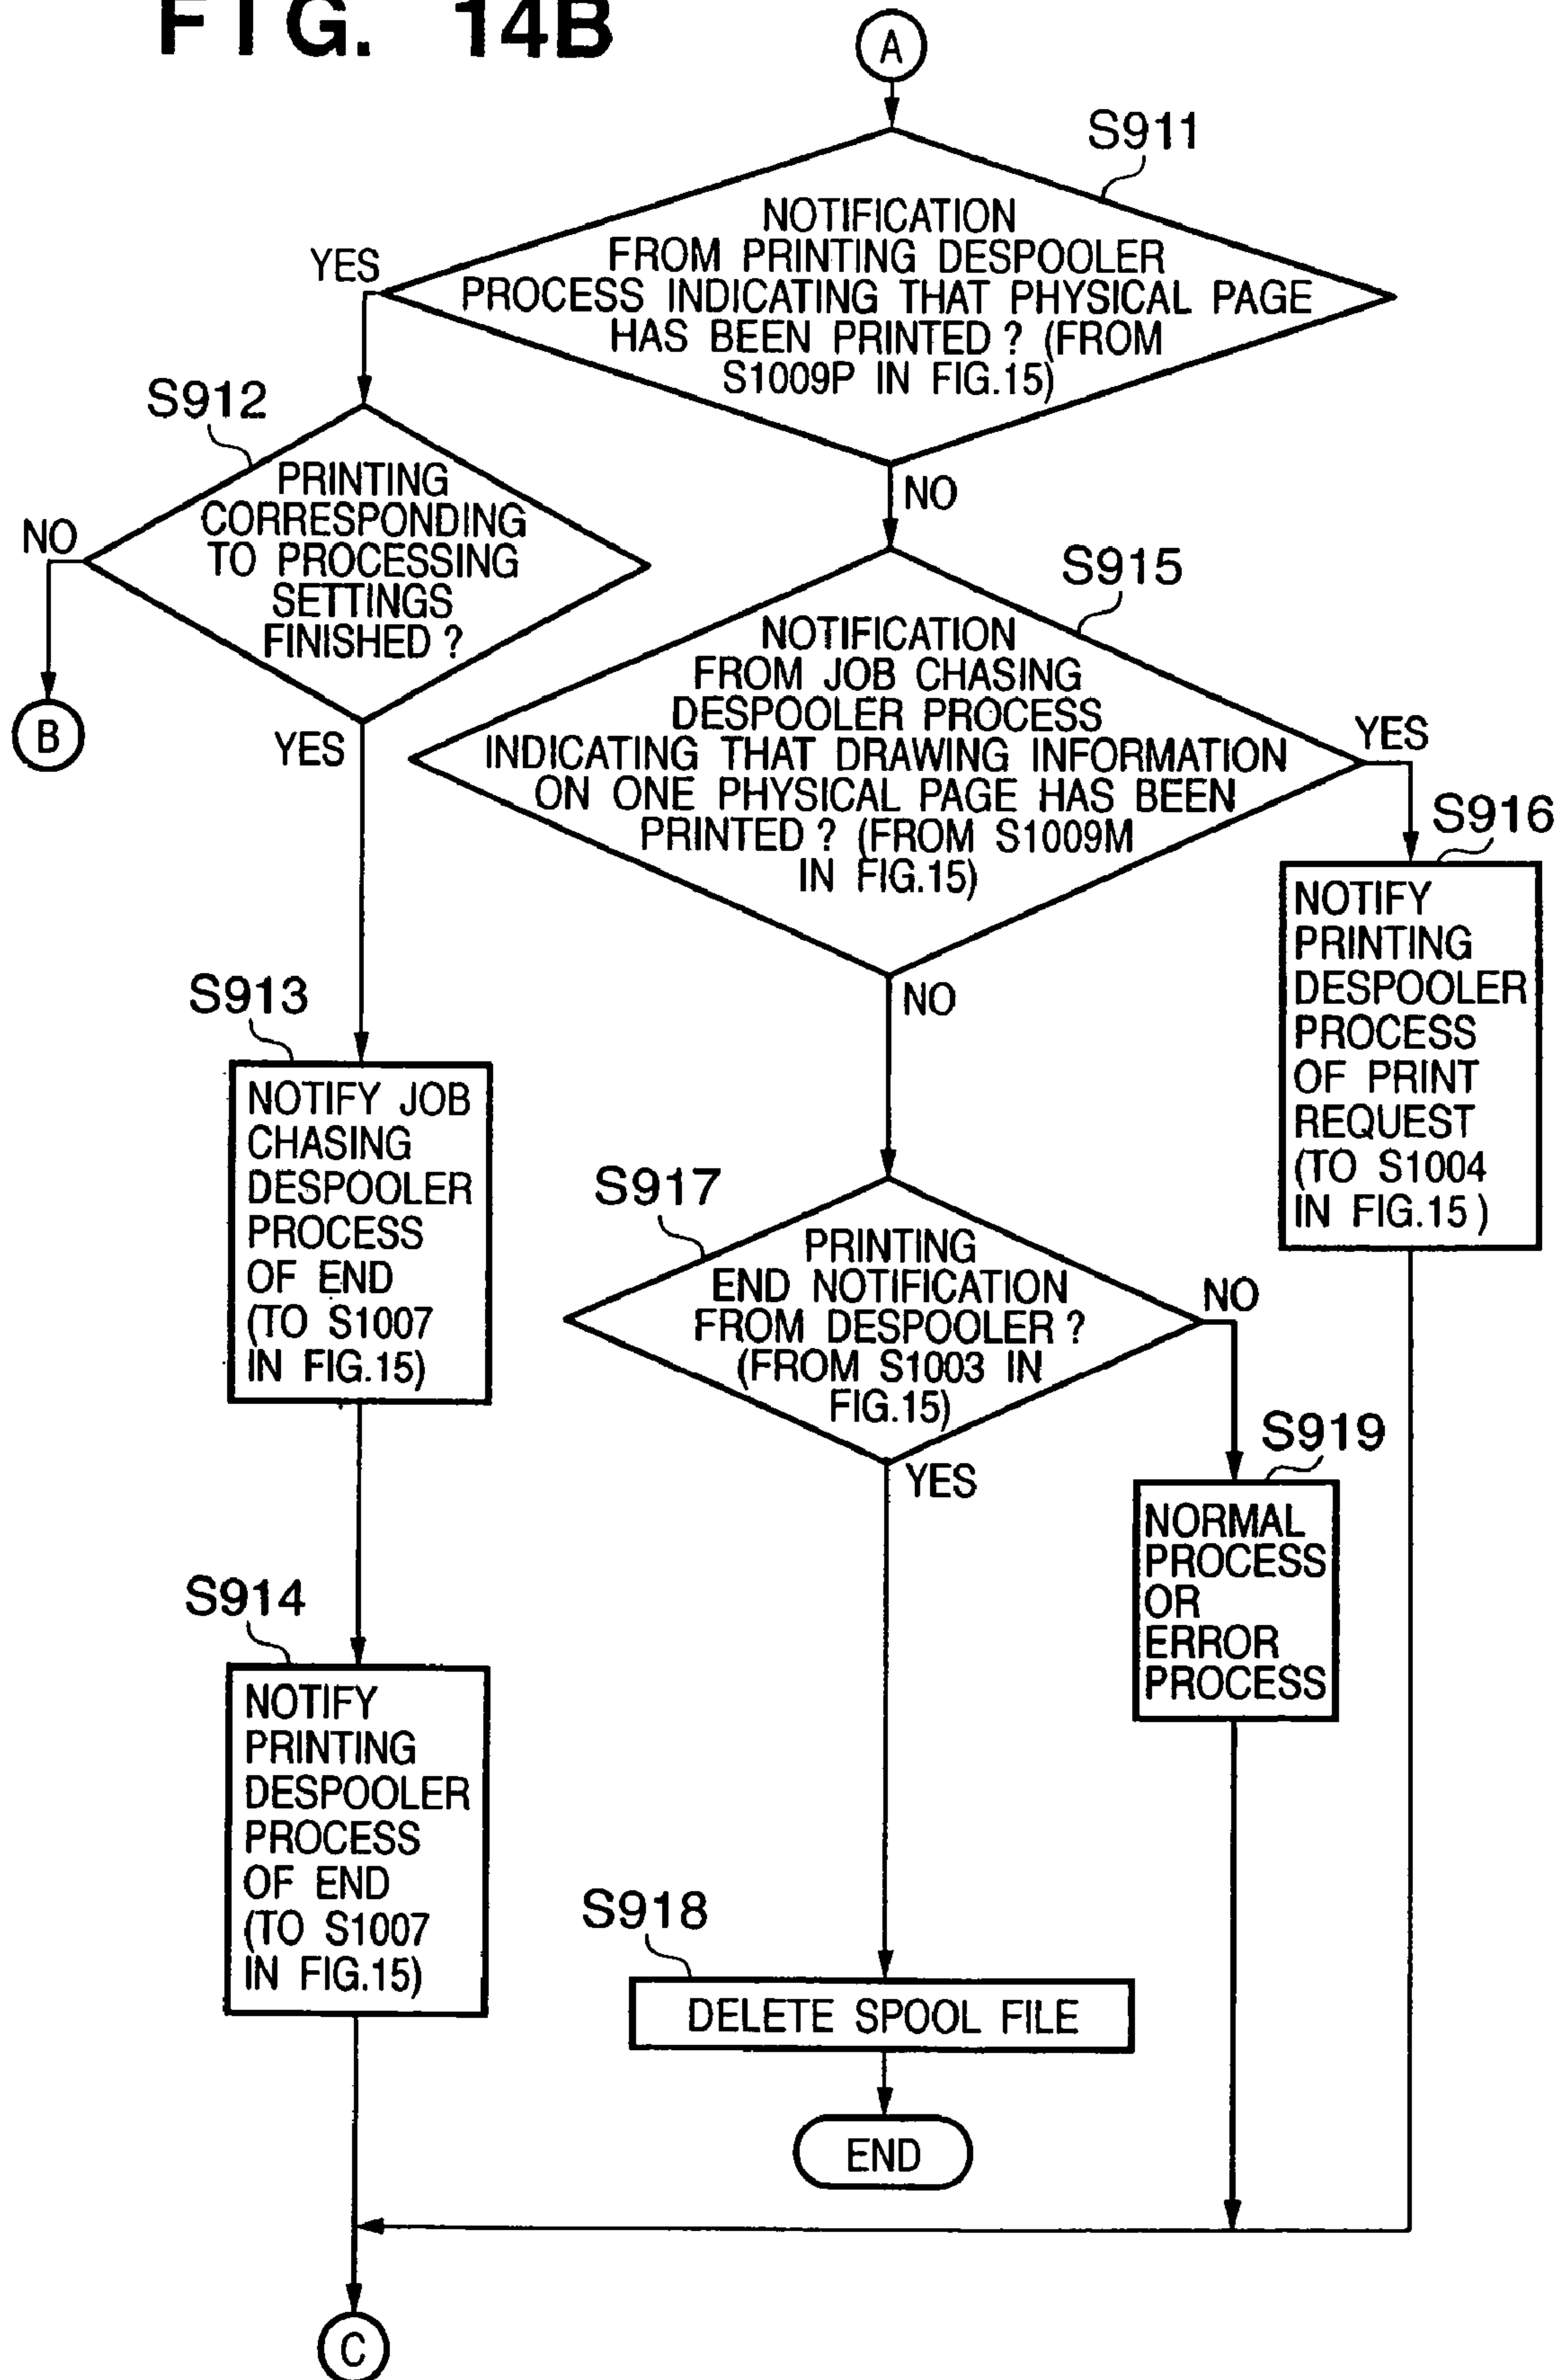 FIG. 14B
A
S911
NOTIFICATION
FROM PRINTING DESPOOLER
PROCESS INDICATING THAT PHYSICAL PAGE
HAS BEEN PRINTED ? (FROM
S1009P IN FIG.15)
YES
NO
S912
PRINTING
CORRESPONDING
TO PROCESSING
SETTINGS
FINISHED ?
NO
B
YES
S915
NOTIFICATION
FROM JOB CHASING
DESPOOLER PROCESS
INDICATING THAT DRAWING INFORMATION
ON ONE PHYSICAL PAGE HAS BEEN
PRINTED ? (FROM S1009M
IN FIG.15)
YES
NO
S916
NOTIFY
PRINTING
DESPOOLER
PROCESS
OF PRINT
REQUEST
(TO S1004
IN FIG.15)
S913
NOTIFY JOB
CHASING
DESPOOLER
PROCESS
OF END
(TO S1007
IN FIG.15)
S917
PRINTING
END NOTIFICATION
FROM DESPOOLER ?
(FROM S1003 IN
FIG.15)
NO
YES
S919
NORMAL
PROCESS
OR
ERROR
PROCESS
S914
NOTIFY
PRINTING
DESPOOLER
PROCESS
OF END
(TO S1007
IN FIG.15)
S918
DELETE SPOOL FILE
END
C